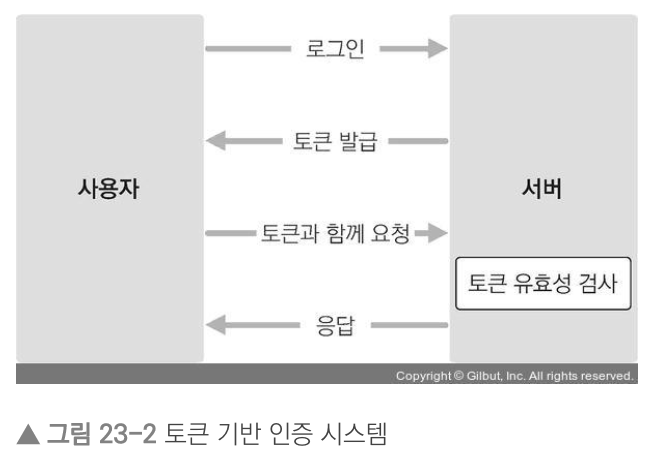 로그인
토큰 발급
사용자
서버
토큰과 함께 요청
토큰 유효성 검사
응답
Copyright © Gilbut, Inc. All rights reserved.
▲ 그림 23-2 토큰 기반 인증 시스템